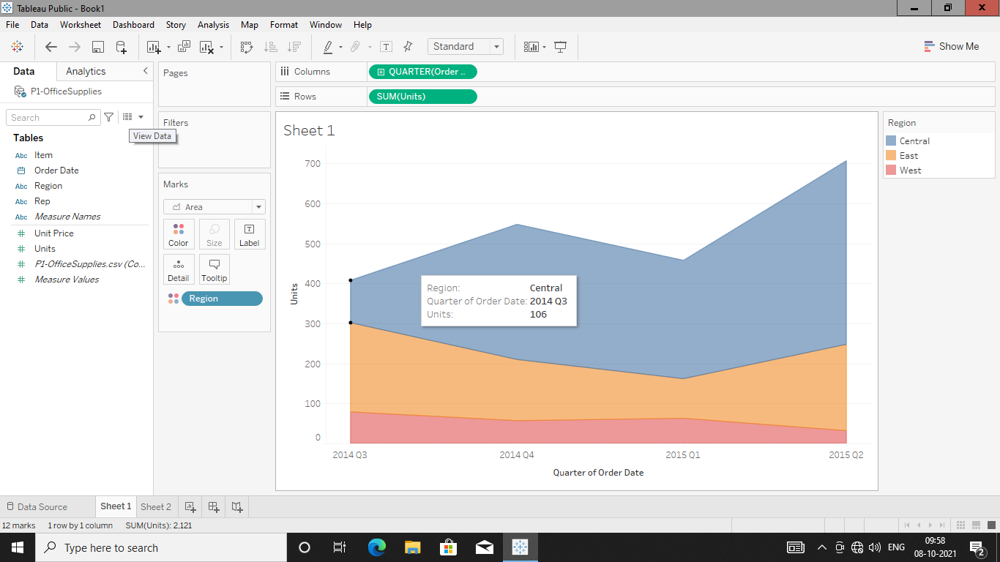 Tableau Public - Book1
File Data Worksheet Dashboard Story Analysis Map Format Window Help
Standard
Show Me
Data Analytics
P1-OfficeSupplies
Search
View Data
Tables
Abc Item
Order Date
Abc Region
Abc Rep
Abc Measure Names
Unit Price
Units
P1-OfficeSupplies.csv (Co...
Measure Values
Pages
Filters
Marks
Area
Color Size Label
Detail Tooltip
Region
Columns QUARTER(Order ..
Rows SUM(Units)
Sheet 1
700
600
500
400
300
200
100
0
Units
Region: Central
Quarter of Order Date: 2014 Q3
Units: 106
2014 Q3 2014 Q4 2015 Q1 2015 Q2
Quarter of Order Date
Region
Central
East
West
Data Source Sheet 1 Sheet 2
12 marks 1 row by 1 column SUM(Units): 2,121
Type here to search
ENG
09:58
08-10-2021
2